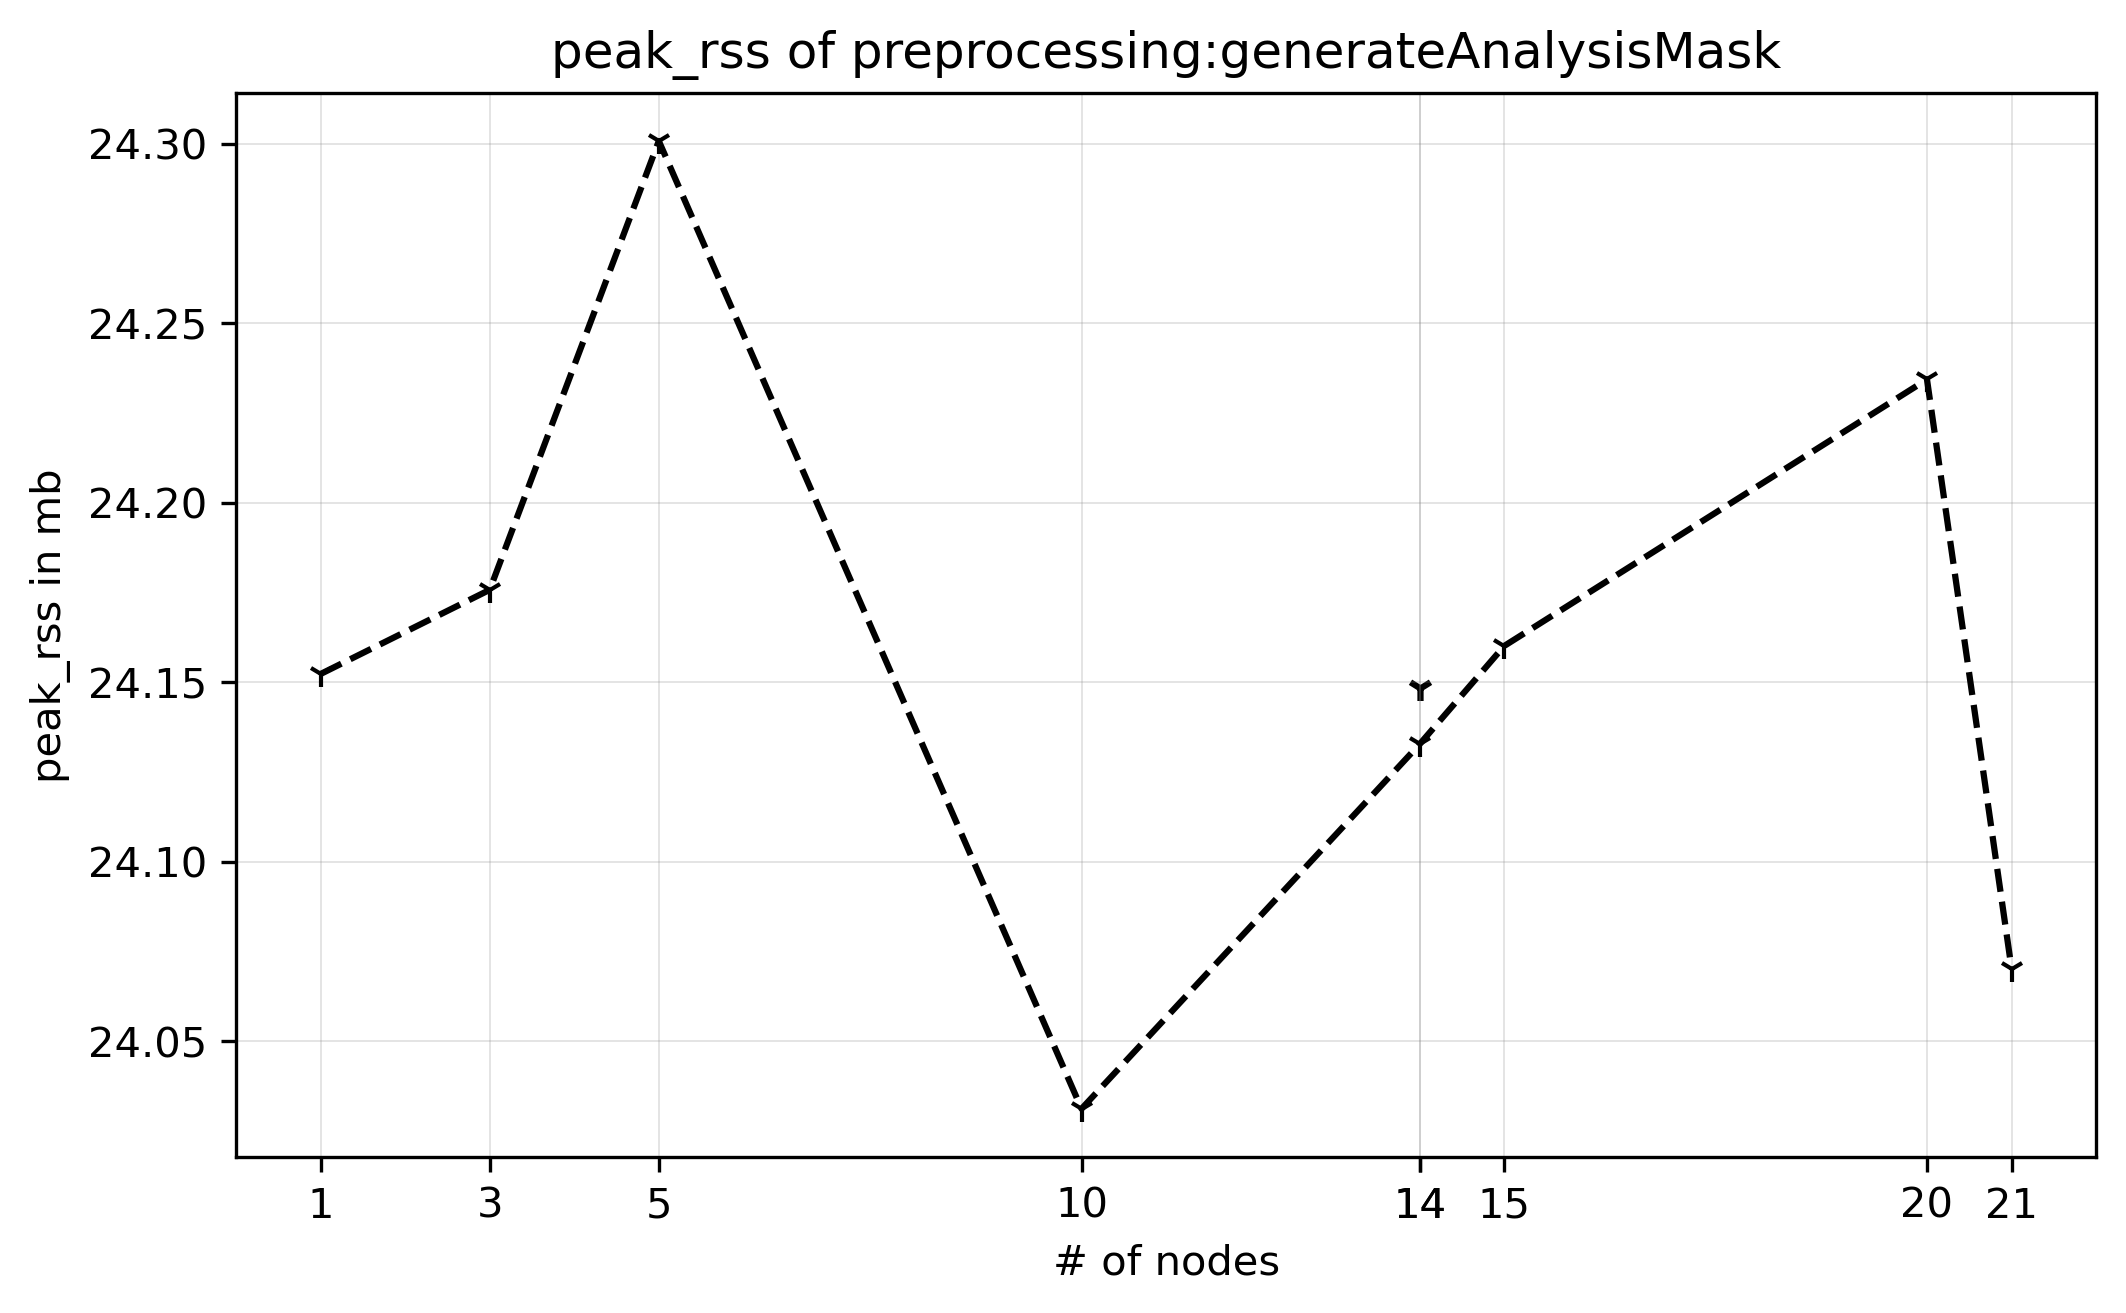 peak_rss of preprocessing:generateAnalysisMask
24.30
24.25
24.20
24.15
24.10
24.05
peak_rss in mb
1 3 5 10 14 15 20 21
# of nodes